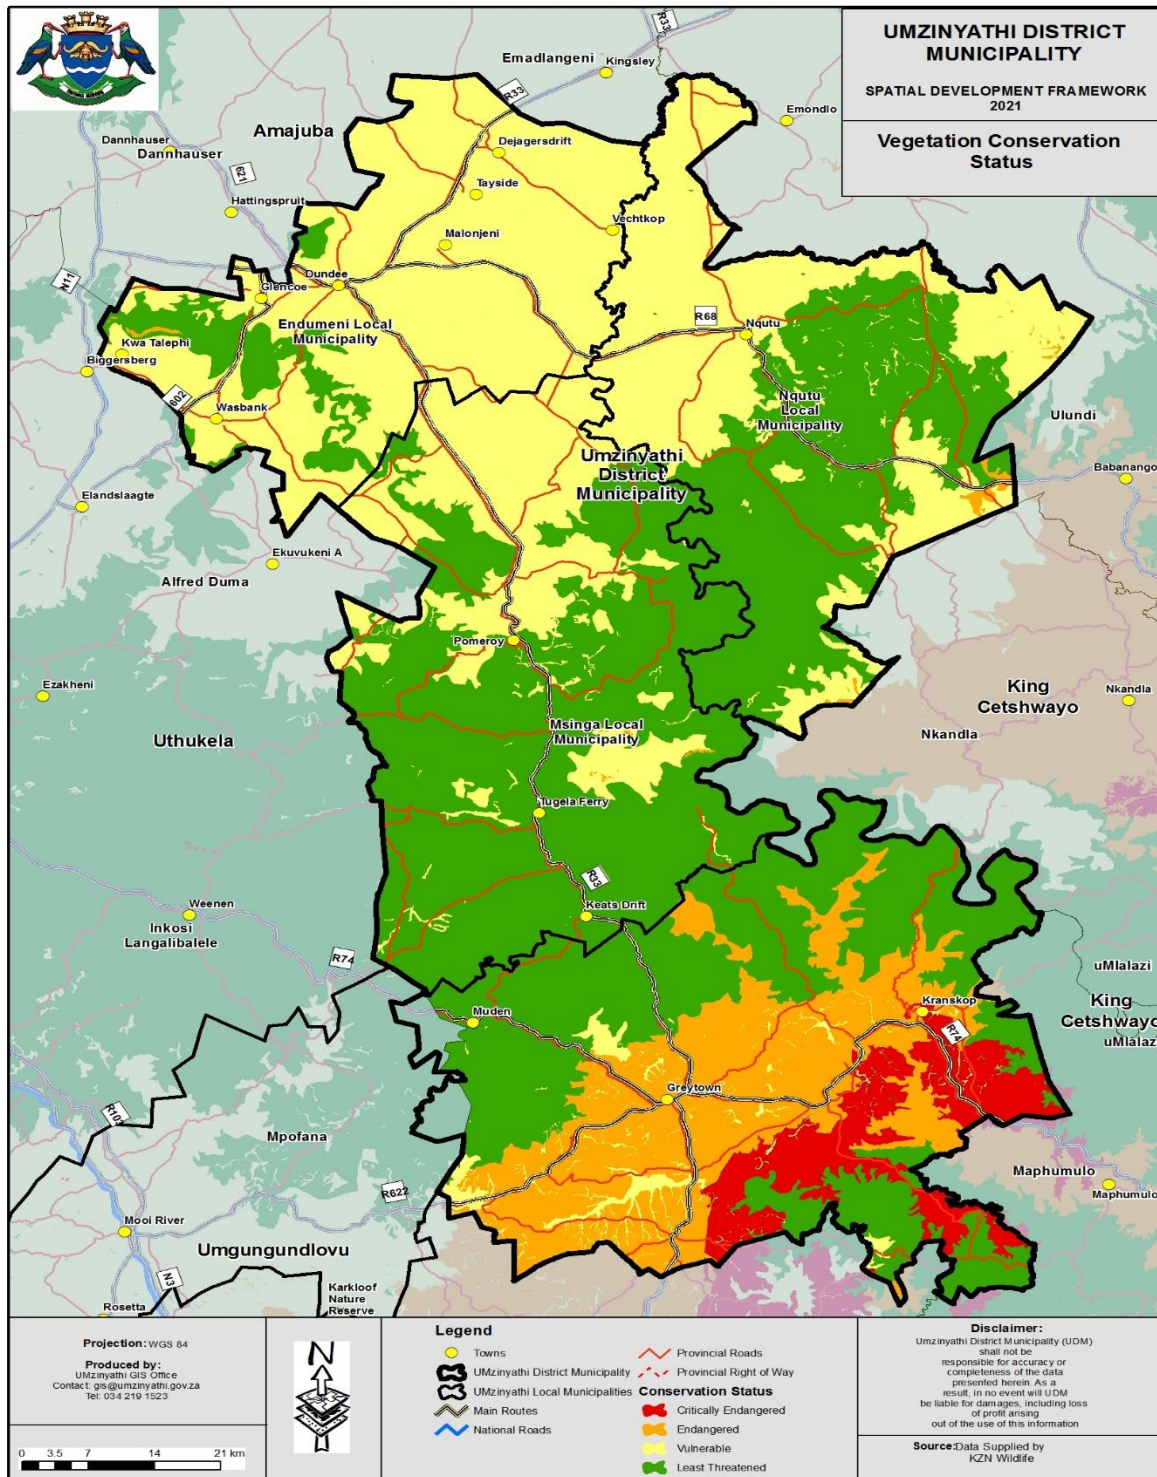 UMZINYATHI DISTRICT
MUNICIPALITY
SPATIAL DEVELOPMENT FRAMEWORK
2021
Vegetation Conservation
Status
R33
Emadlangeni
Kingsley
R33
Emondlo
Amajuba
Dannhauser
Dannhauser
621
Dejagersdrift
Tayside
Hattingspruit
Vechtkop
Malonjeni
N11
Dundee
Glencoe
R68
Nqutu
Endumeni Local
Municipality
Kwa Talephi
Biggersberg
602
Wasbank
Nqutu
Local
Municipality
Ulundi
Umzinyathi
District
Municipality
Babanango
Elandslaagte
Ekuvukeni A
Alfred Duma
Pomeroy
Ezakheni
King
Cetshwayo
Nkandla
Nkandla
Uthukela
Msinga Local
Municipality
Tugela Ferry
R33
Weenen
Keats Drift
Inkosi
Langalibalele
R74
uMlalazi
Kranskop
King
Cetshwayo
uMlalazi
Muden
R74
R103
Greytown
Mpofana
Maphumulo
Maphumulo
R622
Mooi River
Umgungundlovu
N3
Karkloof
Nature
Reserve
Rosetta
Projection: WGS 84
Produced by:
UMzinyathi GIS Office
Contact: gis@umzinyathi.gov.za
Tel: 034 219 1523
0 3.5 7 14 21 km
N
Legend
Towns
UMzinyathi District Municipality
UMzinyathi Local Municipalities
Main Routes
National Roads
Provincial Roads
Provincial Right of Way
Conservation Status
Critically Endangered
Endangered
Vulnerable
Least Threatened
Disclaimer:
Umzinyathi District Municipality (UDM)
shall not be
responsible for accuracy or
completeness of the data
presented herein. As a
result, in no event will UDM
be liable for damages, including loss
of profit arising
out of the use of this information
Source:Data Supplied by
KZN Wildlife